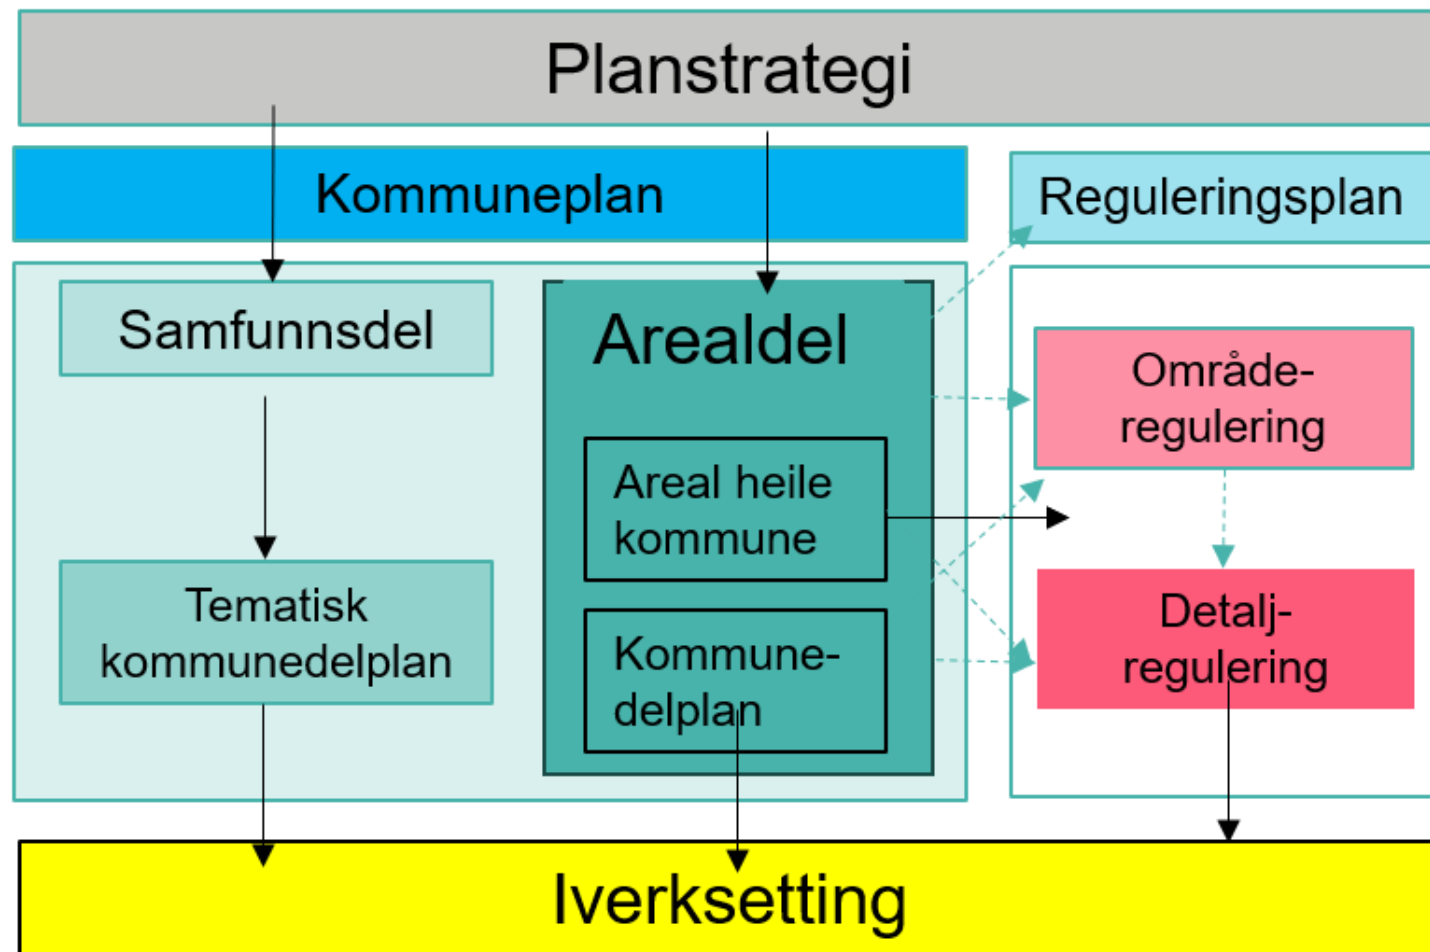 Planstrategi
Kommuneplan
Reguleringsplan
Samfunnsdel
Arealdel
Område-
regulering
Areal heile
kommune
Tematisk
kommunedelplan
Kommune-
delplan
Detalj-
regulering
Iverksetting